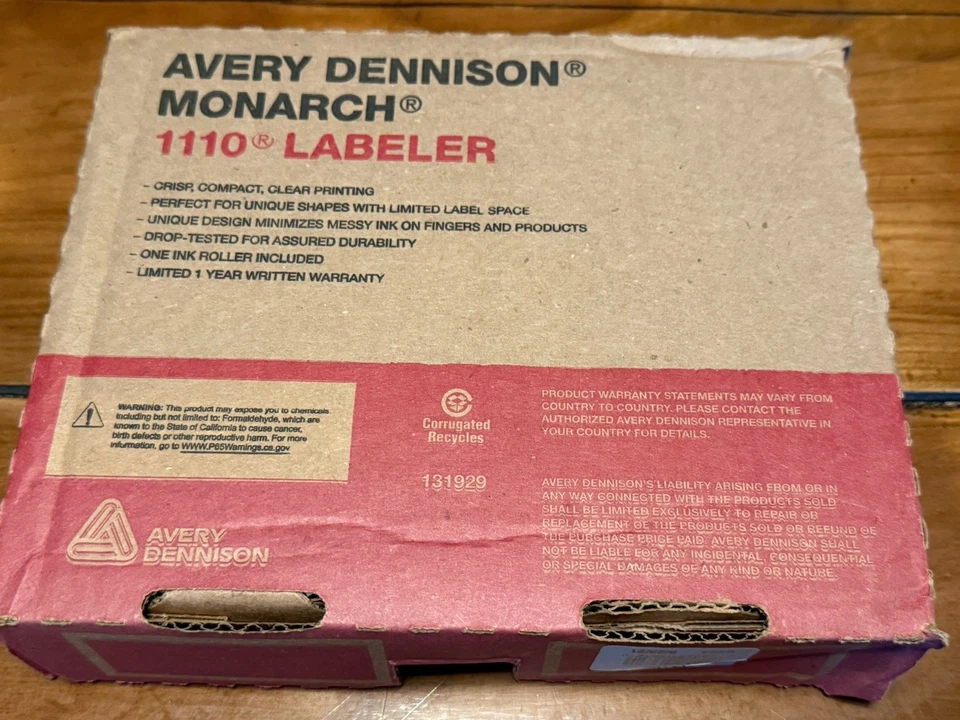 AVERY DENNISON®
MONARCH®
1110® LABELER
- CRISP, COMPACT, CLEAR PRINTING
- PERFECT FOR UNIQUE SHAPES WITH LIMITED LABEL SPACE
- UNIQUE DESIGN MINIMIZES MESSY INK ON FINGERS AND PRODUCTS
- DROP-TESTED FOR ASSURED DURABILITY
- ONE INK ROLLER INCLUDED
- LIMITED 1 YEAR WRITTEN WARRANTY
WARNING: This product may expose you to chemicals
including but not limited to: Formaldehyde, which are
known to the State of California to cause cancer,
birth defects or other reproductive harm. For more
information, go to WWW.P65Warnings.ca.gov
Corrugated
Recycles
131929
PRODUCT WARRANTY STATEMENTS MAY VARY FROM
COUNTRY TO COUNTRY. PLEASE CONTACT THE
AUTHORIZED AVERY DENNISON REPRESENTATIVE IN
YOUR COUNTRY FOR DETAILS.
AVERY DENNISON'S LIABILITY ARISING FROM OR IN
ANY WAY CONNECTED WITH THE PRODUCTS SOLD
SHALL BE LIMITED EXCLUSIVELY TO REPAIR OR
REPLACEMENT OF THE PRODUCTS SOLD OR REFUND OF
THE PURCHASE PRICE PAID. AVERY DENNISON SHALL
NOT BE LIABLE FOR ANY INCIDENTAL, CONSEQUENTIAL
OR SPECIAL DAMAGES OF ANY KIND OR NATURE.
AVERY
DENNISON